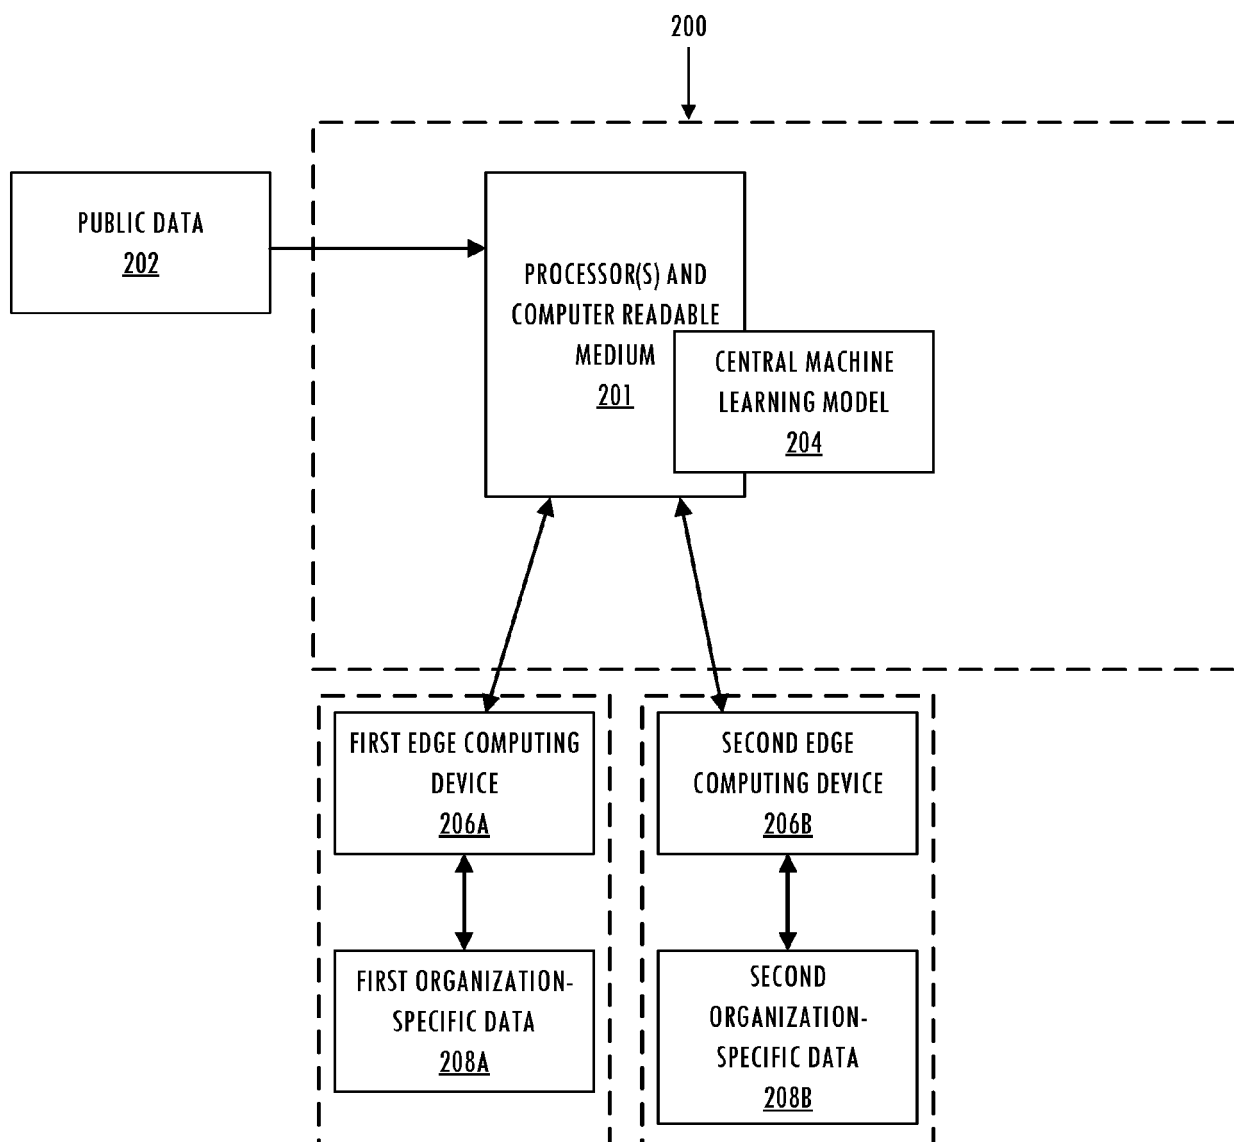 200
PUBLIC DATA
202
PROCESSOR(S) AND
COMPUTER READABLE
MEDIUM
201
CENTRAL MACHINE
LEARNING MODEL
204
FIRST EDGE COMPUTING
DEVICE
206A
SECOND EDGE
COMPUTING DEVICE
206B
FIRST ORGANIZATION-
SPECIFIC DATA
208A
SECOND
ORGANIZATION-
SPECIFIC DATA
208B